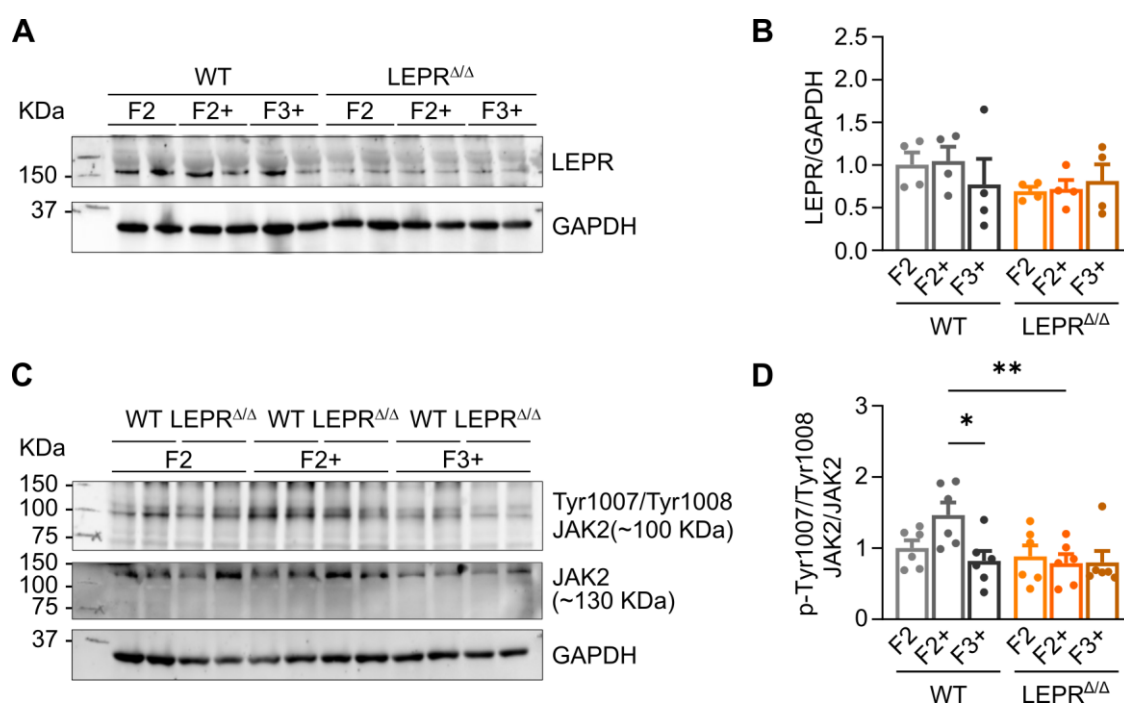 A
WT LEPRΔ/Δ
KDa F2 F2+ F3+ F2 F2+ F3+
LEPR
150
37
GAPDH
B
2.5
2.0
1.5
1.0
0.5
0.0
LEPR/GAPDH
F2 F2+ F3+ F2 F2+ F3+
WT LEPRΔ/Δ
C
WT LEPRΔ/Δ WT LEPRΔ/Δ WT LEPRΔ/Δ
KDa
F2 F2+ F3+
150
100
75
Tyr1007/Tyr1008
JAK2(~100 KDa)
150
100
75
JAK2
(~130 KDa)
37
GAPDH
D
**
*
3
2
1
0
p-Tyr1007/Tyr1008
JAK2/JAK2
F2 F2+ F3+ F2 F2+ F3+
WT LEPRΔ/Δ